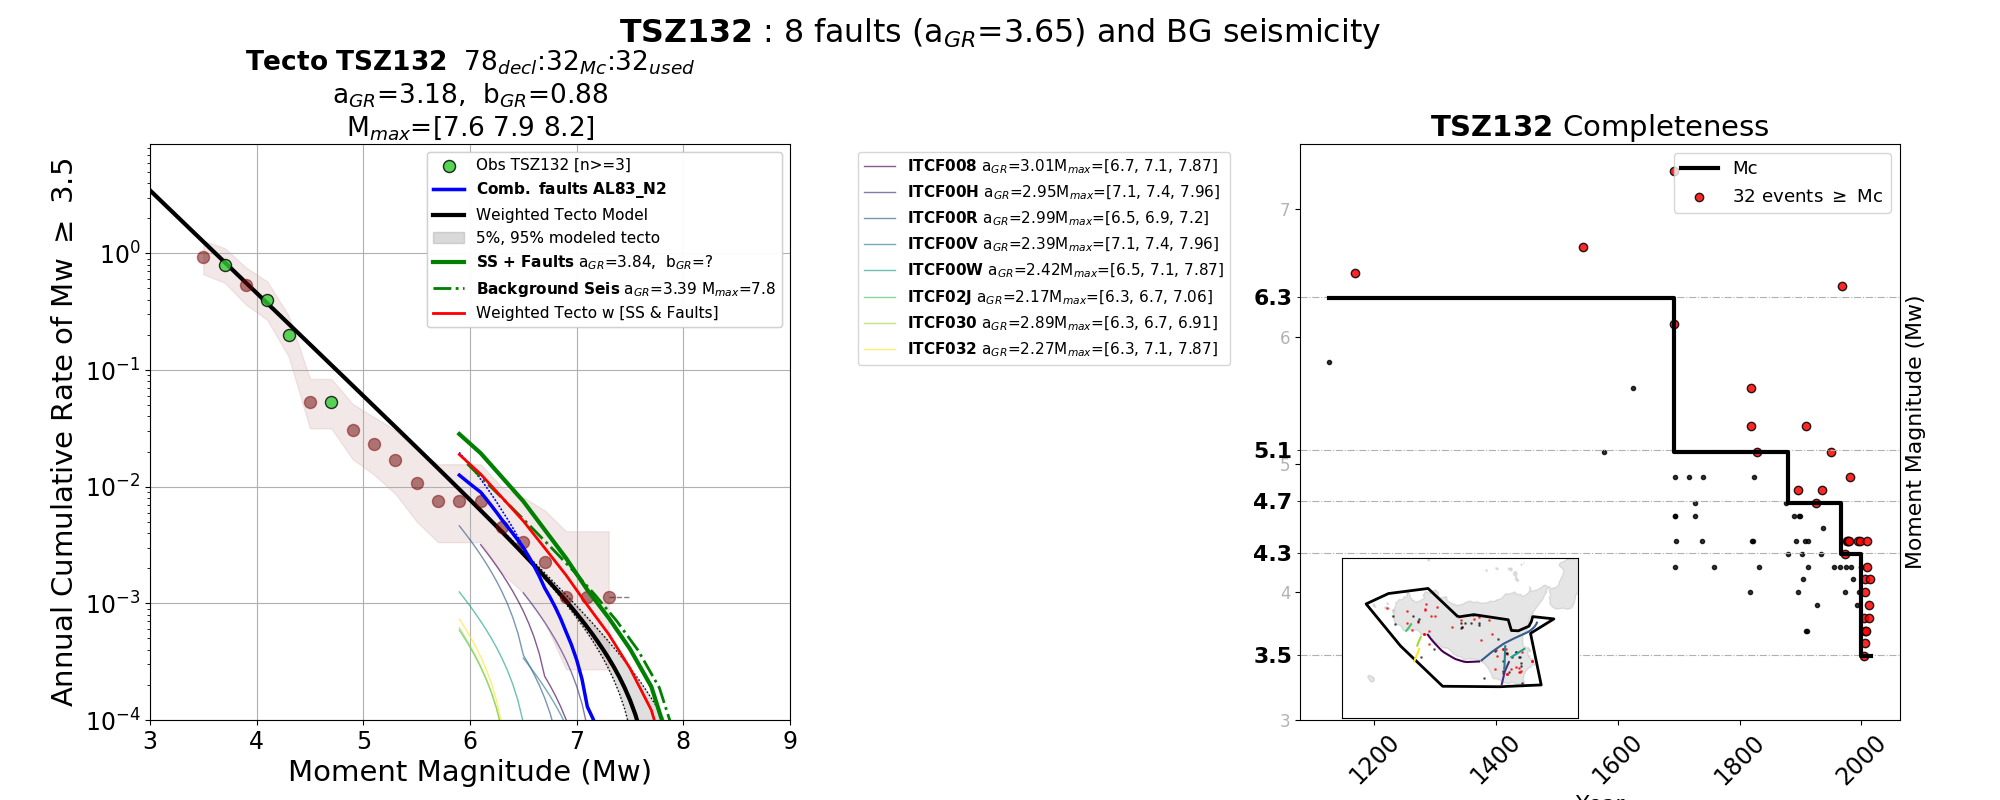 TSZ132 : 8 faults (aGR=3.65) and BG seismicity
Tecto TSZ132 78decl:32Mc:32used
aGR=3.18, bGR=0.88
Mmax=[7.6 7.9 8.2]
Annual Cumulative Rate of Mw ≥ 3.5
10^0
10^-1
10^-2
10^-3
10^-4
3 4 5 6 7 8 9
Moment Magnitude (Mw)
Obs TSZ132 [n>=3]
Comb. faults AL83_N2
Weighted Tecto Model
5%, 95% modeled tecto
SS + Faults aGR=3.84, bGR=?
Background Seis aGR=3.39 Mmax=7.8
Weighted Tecto w [SS & Faults]
ITCF008 aGR=3.01Mmax=[6.7, 7.1, 7.87]
ITCF00H aGR=2.95Mmax=[7.1, 7.4, 7.96]
ITCF00R aGR=2.99Mmax=[6.5, 6.9, 7.2]
ITCF00V aGR=2.39Mmax=[7.1, 7.4, 7.96]
ITCF00W aGR=2.42Mmax=[6.5, 7.1, 7.87]
ITCF02J aGR=2.17Mmax=[6.3, 6.7, 7.06]
ITCF030 aGR=2.89Mmax=[6.3, 6.7, 6.91]
ITCF032 aGR=2.27Mmax=[6.3, 7.1, 7.87]
TSZ132 Completeness
Mc
32 events ≥ Mc
7
6.3
6
5.1
5
4.7
4.3
4
3.5
3
1200 1400 1600 1800 2000
Year
Moment Magnitude (Mw)